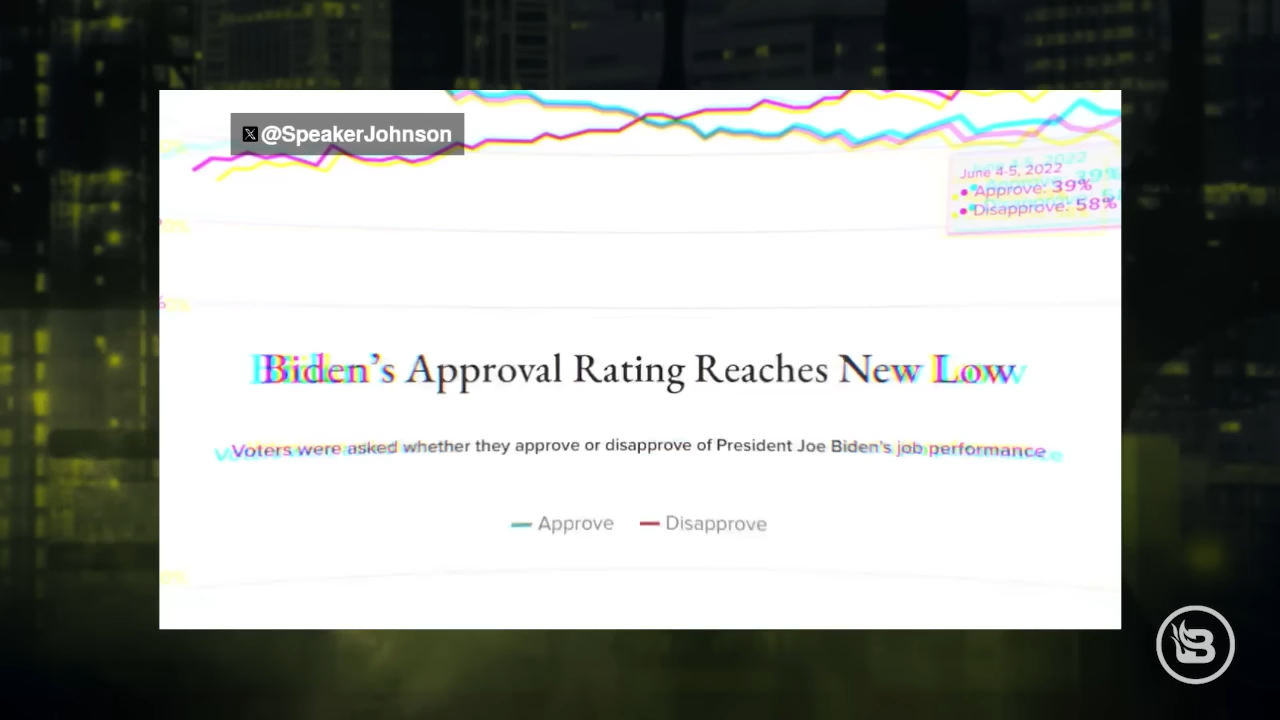 @SpeakerJohnson
June 4-5, 2022
Approve: 39%
Disapprove: 58%
Biden's Approval Rating Reaches New Low
Voters were asked whether they approve or disapprove of President Joe Biden's job performance
Approve
Disapprove
B